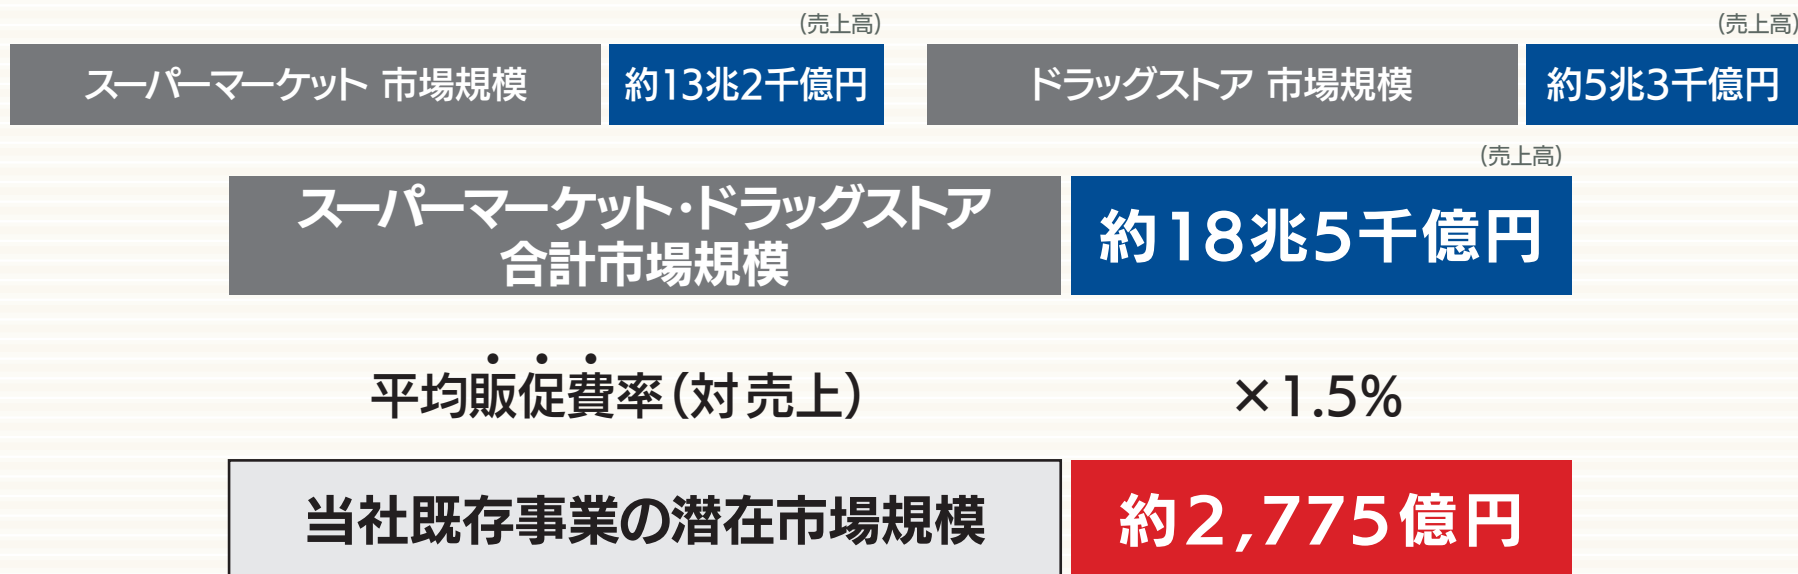 (売上高)
(売上高)
スーパーマーケット 市場規模 約13兆2千億円 ドラッグストア 市場規模 約5兆3千億円
(売上高)
スーパーマーケット・ドラッグストア
合計市場規模
約18兆5千億円
平均販促費率(対売上) ×1.5%
当社既存事業の潜在市場規模 約2,775億円